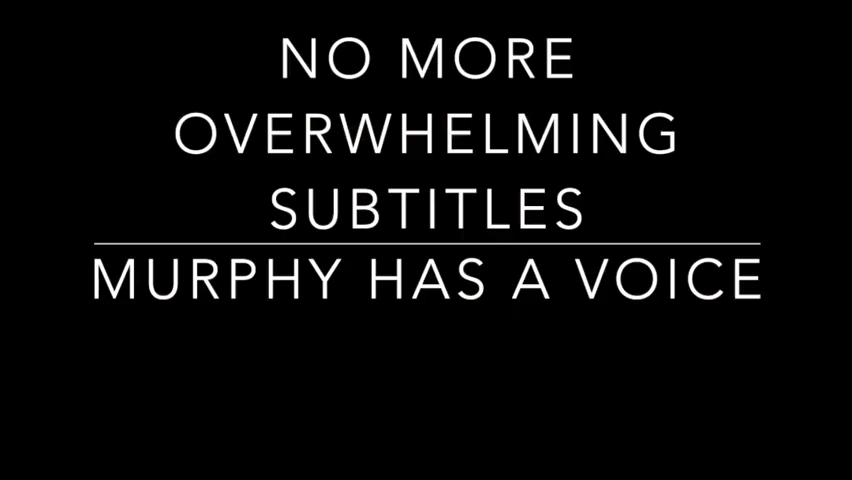 NO MORE
OVERWHELMING
SUBTITLES
MURPHY HAS A VOICE